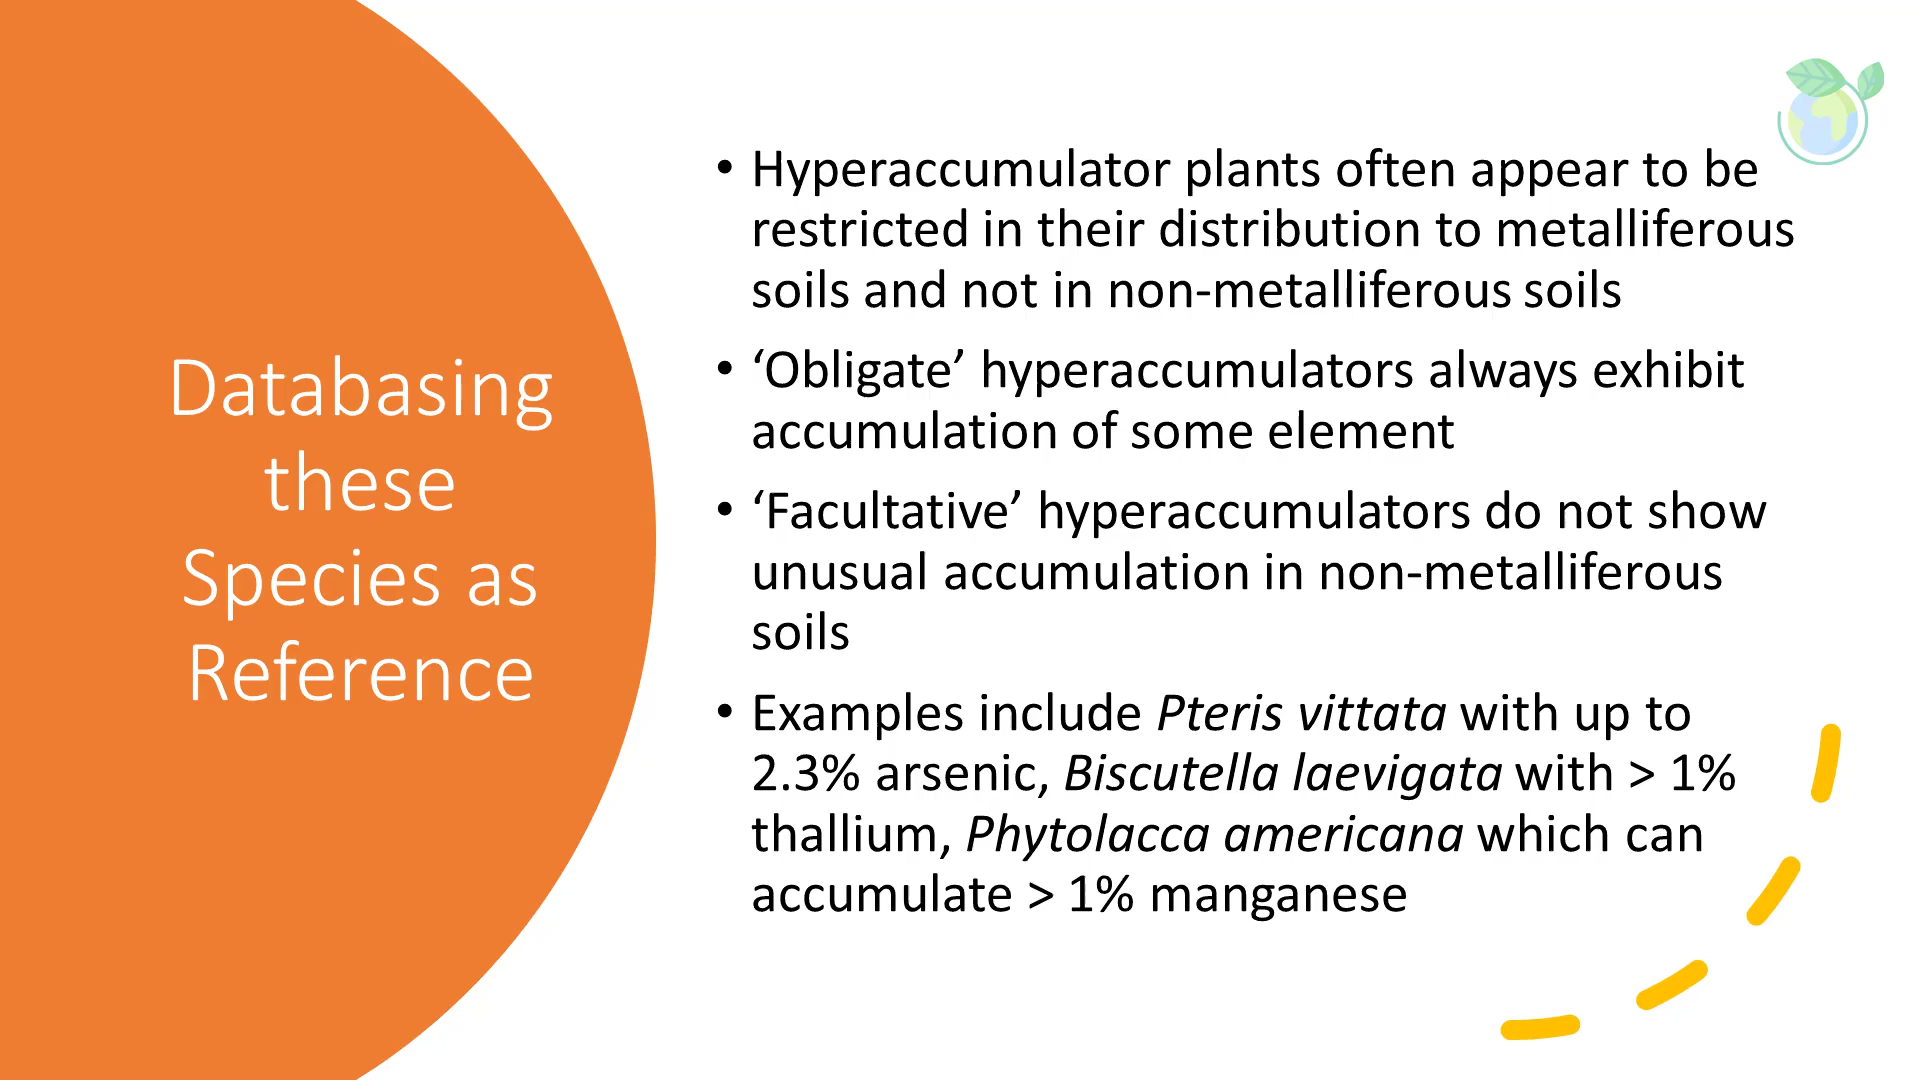 Databasing
these
Species as
Reference
• Hyperaccumulator plants often appear to be
restricted in their distribution to metalliferous
soils and not in non-metalliferous soils
• ‘Obligate’ hyperaccumulators always exhibit
accumulation of some element
• ‘Facultative’ hyperaccumulators do not show
unusual accumulation in non-metalliferous
soils
• Examples include Pteris vittata with up to
2.3% arsenic, Biscutella laevigata with > 1%
thallium, Phytolacca americana which can
accumulate > 1% manganese